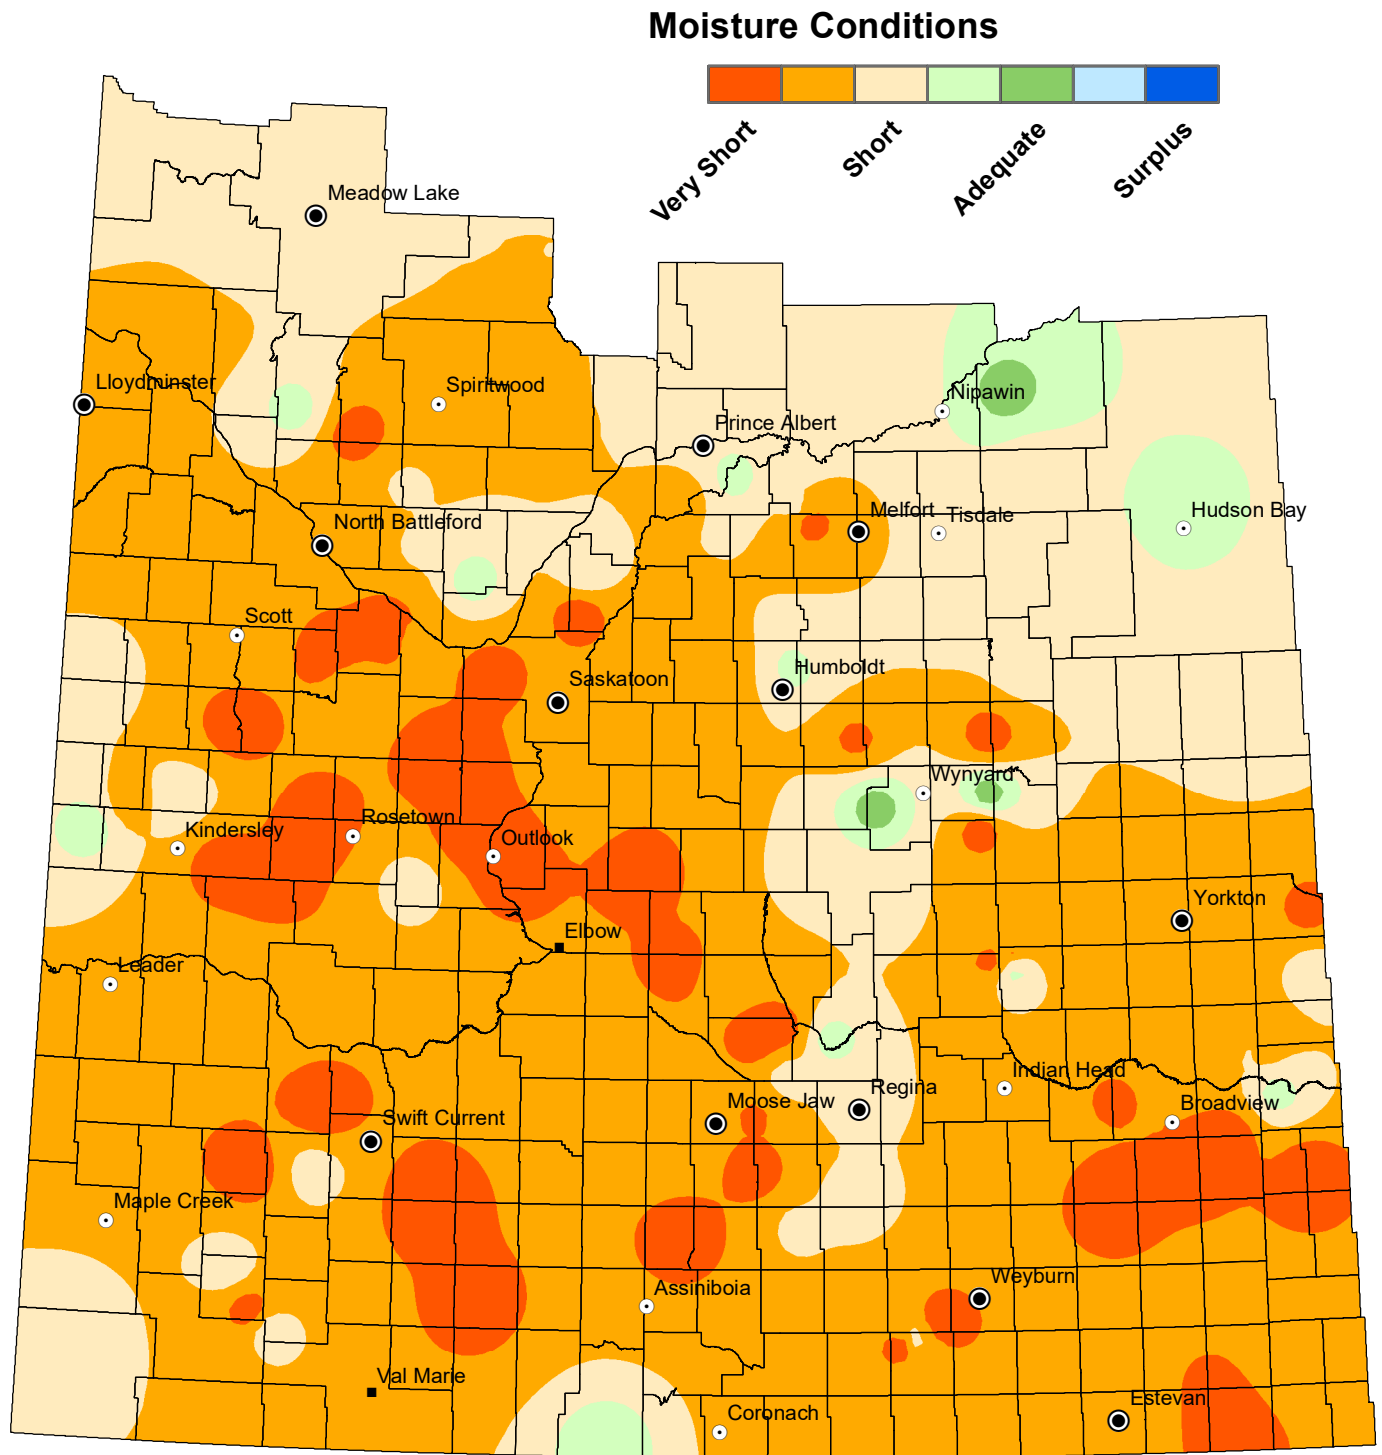 Moisture Conditions
Very Short
Short
Adequate
Surplus
Meadow Lake
Lloydminster
Spiritwood
Nipawin
Prince Albert
Melfort
Tisdale
Hudson Bay
North Battleford
Scott
Humboldt
Saskatoon
Wynyard
Rosetown
Kindersley
Outlook
Yorkton
Elbow
Leader
Indian Head
Regina
Moose Jaw
Broadview
Swift Current
Maple Creek
Weyburn
Assiniboia
Val Marie
Estevan
Coronach